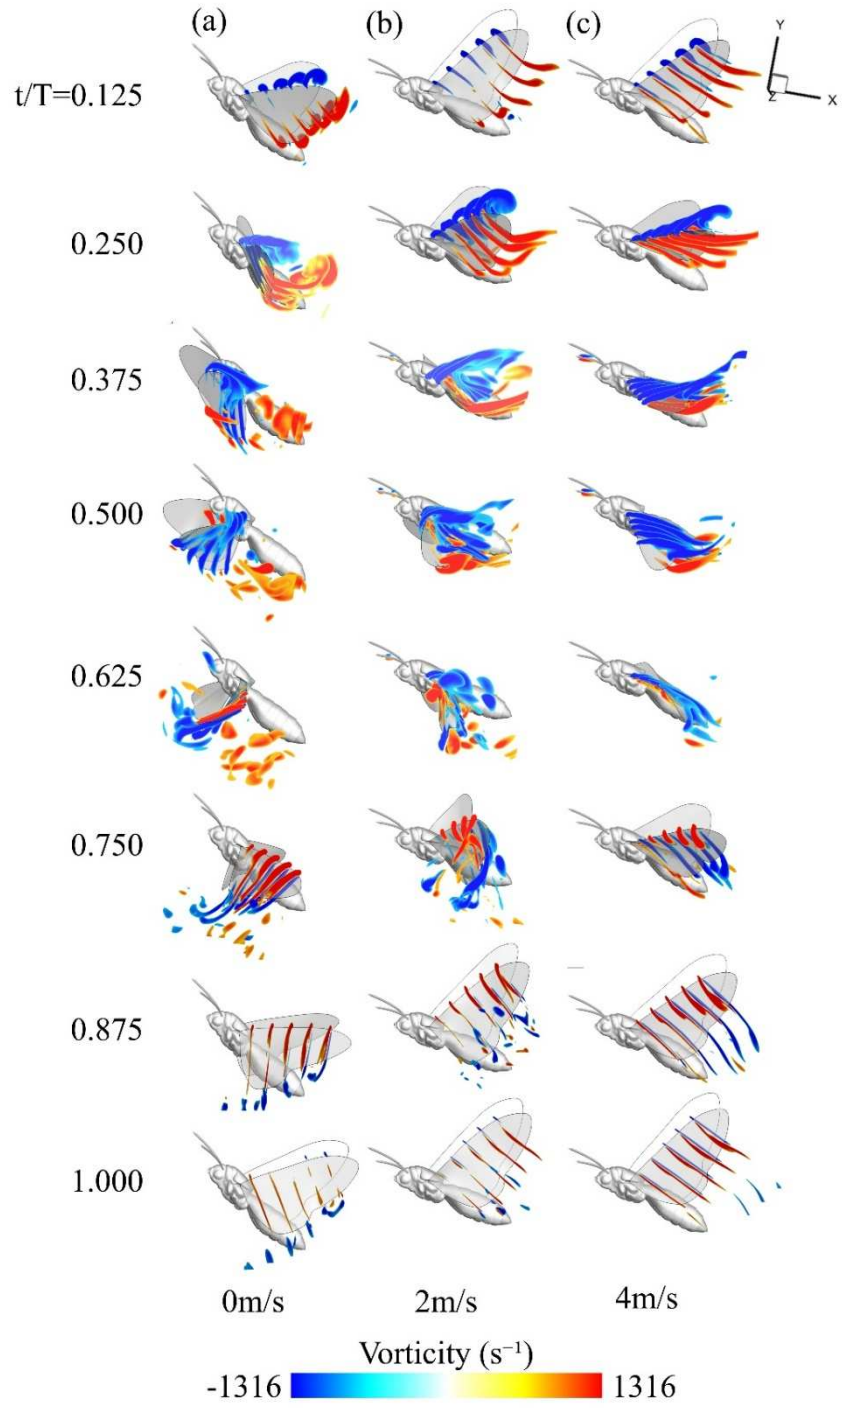 (a) (b) (c)
Y
t/T=0.125
Z
X
0.250
0.375
0.500
0.625
0.750
0.875
1.000
0m/s 2m/s 4m/s
Vorticity (s⁻¹)
-1316 1316